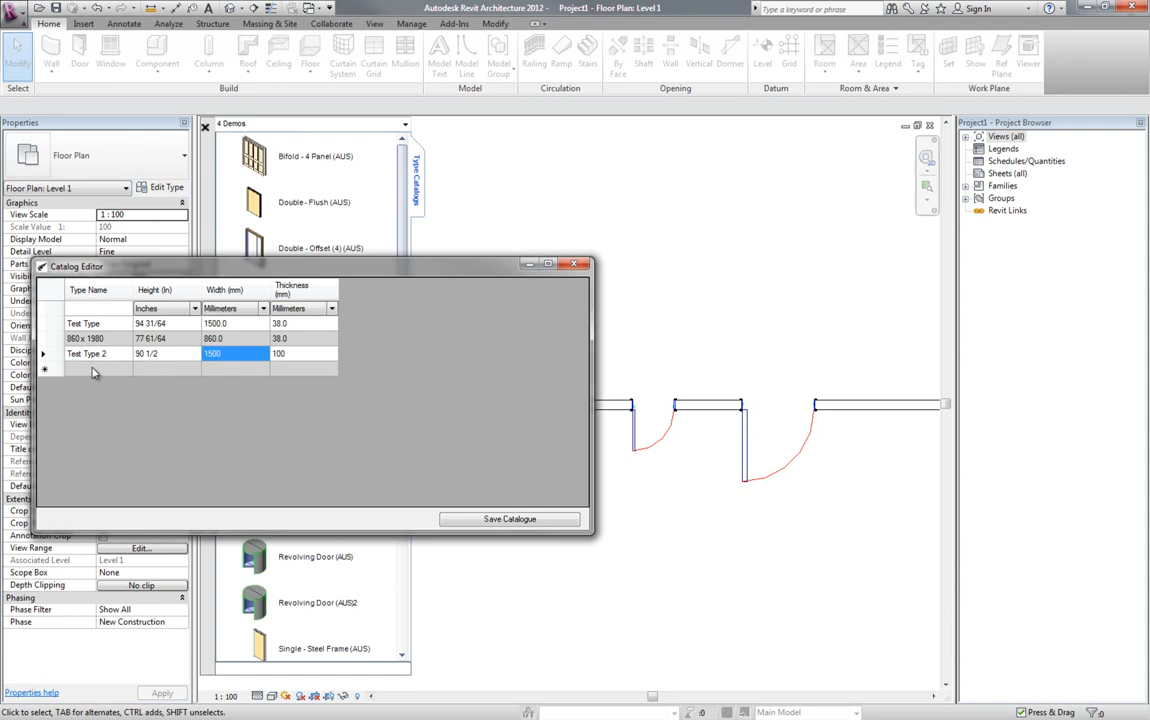 Autodesk Revit Architecture 2012 - Project1 - Floor Plan: Level 1
Type a keyword or phrase
Sign In
Home Insert Annotate Analyze Structure Massing & Site Collaborate View Manage Add-Ins Modify
Modify Wall Door Window Component Column Roof Ceiling Floor Curtain System Curtain Grid Mullion Model Text Model Line Model Group Railing Ramp Stairs By Face Shaft Wall Vertical Dormer Level Grid Room Area Legend Tag Set Show Ref Plane Viewer
Select Build Model Circulation Opening Datum Room & Area Work Plane
Properties
Floor Plan
Floor Plan: Level 1 Edit Type
Graphics
View Scale 1 : 100
Scale Value 1: 100
Display Model Normal
Detail Level Fine
View Range Edit...
Associated Level Level 1
Scope Box None
Depth Clipping No clip
Phasing
Phase Filter Show All
Phase New Construction
Properties help Apply
4 Demos
Type Catalogs
Bifold - 4 Panel (AUS)
Double - Flush (AUS)
Double - Offset (4) (AUS)
Revolving Door (AUS)
Revolving Door (AUS)2
Single - Steel Frame (AUS)
Catalog Editor
Type Name Height (In) Width (mm) Thickness (mm)
Inches Millimeters Millimeters
Test Type 94 31/64 1500.0 38.0
860 x 1980 77 61/64 860.0 38.0
Test Type 2 90 1/2 1500 100
Save Catalogue
Project1 - Project Browser
Views (all)
Legends
Schedules/Quantities
Sheets (all)
Families
Groups
Revit Links
1 : 100
Click to select, TAB for alternates, CTRL adds, SHIFT unselects.
:0 Main Model Press & Drag :0